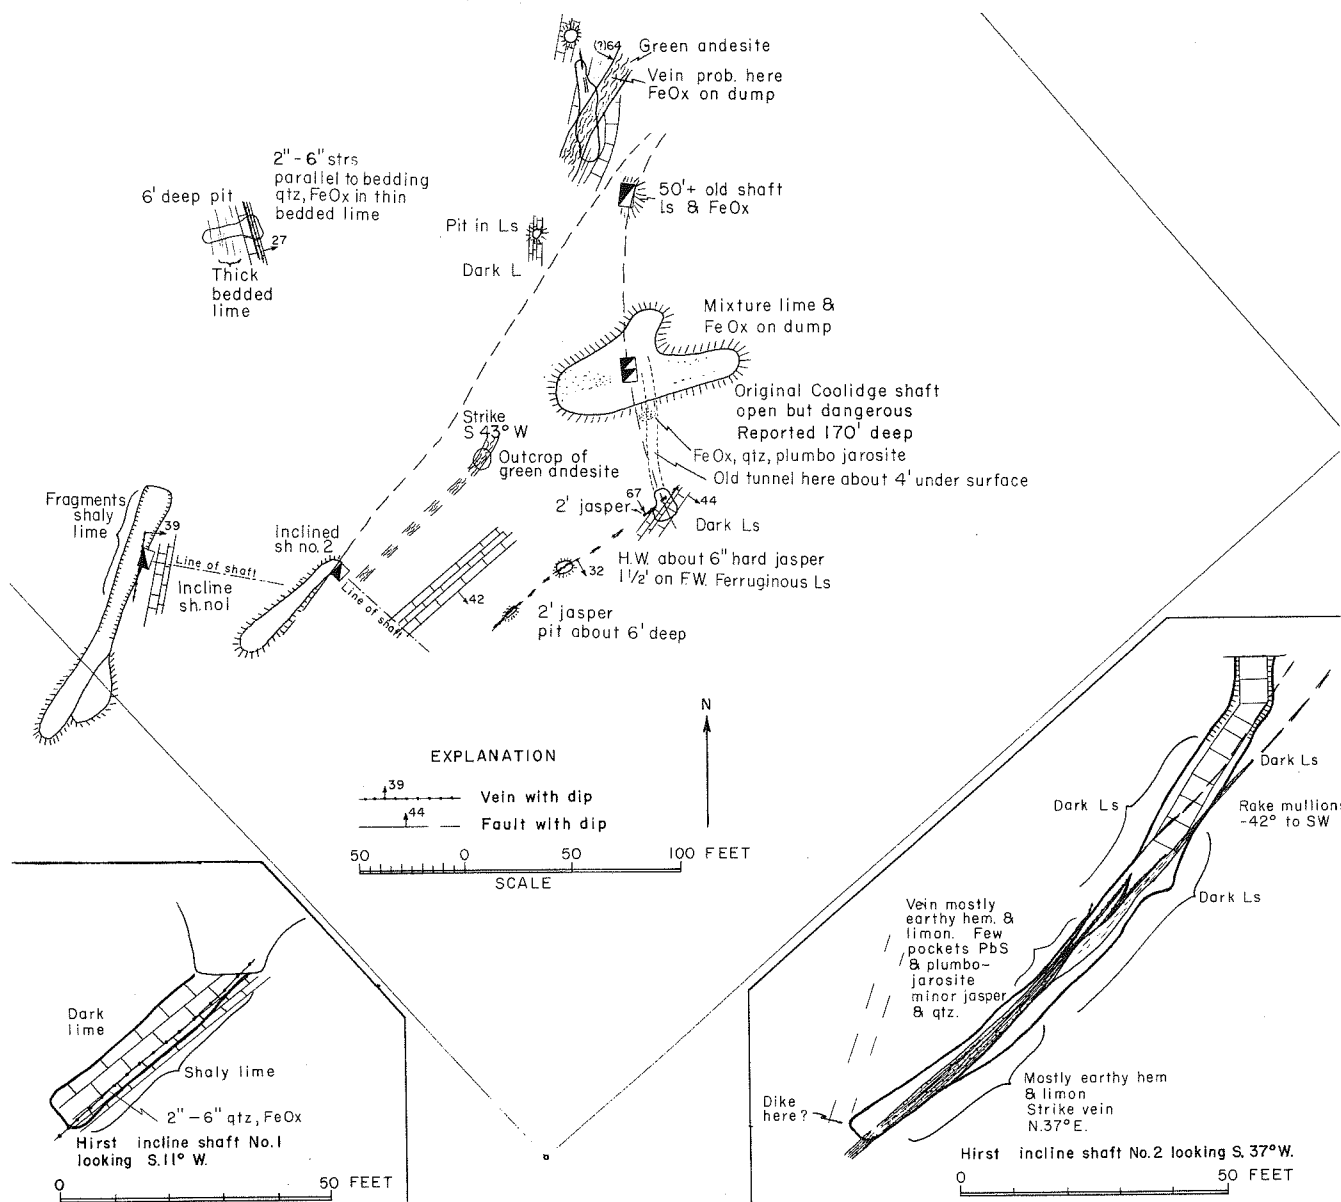 (?)64
Green andesite
Vein prob. here
FeOx on dump
2" - 6" strs
parallel to bedding
qtz, FeOx in thin
bedded lime
6' deep pit
27
Thick
bedded
lime
50'+ old shaft
Ls & FeOx
Pit in Ls
Dark L
Mixture lime &
FeOx on dump
Original Coolidge shaft
open but dangerous
Reported 170' deep
FeOx, qtz, plumbo jarosite
Old tunnel here about 4' under surface
Strike
S 43° W
Outcrop of
green andesite
67
44
2' jasper
Dark Ls
Fragments
shaly
lime
39
Line of shaft
Incline
sh. no 1
Inclined
sh no. 2
Line of shaft
42
H.W. about 6" hard jasper
1 1/2' on F.W. Ferruginous Ls
32
2' jasper
pit about 6' deep
N
EXPLANATION
39
Vein with dip
44
Fault with dip
50 0 50 100 FEET
SCALE
Dark
lime
Shaly lime
2" - 6" qtz, FeOx
Hirst incline shaft No. 1
looking S. 11° W.
0 50 FEET
Dark Ls
Dark Ls
Rake mullions
-42° to SW
Dark Ls
Vein mostly
earthy hem. &
limon. Few
pockets PbS
& plumbo-
jarosite
minor jasper
& qtz.
Dike
here?
Mostly earthy hem
& limon
Strike vein
N. 37° E.
Hirst incline shaft No. 2 looking S. 37° W.
0 50 FEET